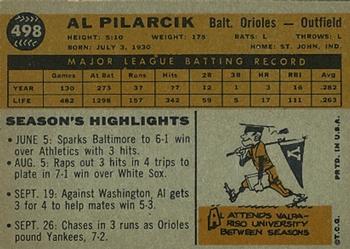 498
AL PILARCIK Balt. Orioles — Outfield
HEIGHT: 5:10 WEIGHT: 175 BATS: L THROWS: L
BORN: JULY 3, 1930 HOME: ST. JOHN, IND.
MAJOR LEAGUE BATTING RECORD
Games At Bat Runs Hits 2B 3B HR RBI Avg.
YEAR 130 273 37 77 12 1 4 16 .282
LIFE 462 1298 157 342 59 5 17 111 .263
SEASON'S HIGHLIGHTS
• JUNE 5: Sparks Baltimore to 6-1 win
over Athletics with 3 hits.
• AUG. 5: Raps out 3 hits in 4 trips
to plate in 7-1 win over White Sox.
• SEPT. 19: Against Washington, Al gets
3 for 4 to help mates win 5-3.
• SEPT. 26: Chases in 3 runs as Orioles
pound Yankees, 7-2.
V
AL ATTENDS VALPA-
RISO UNIVERSITY
BETWEEN SEASONS
©T.C.G. PRTD. IN U.S.A.